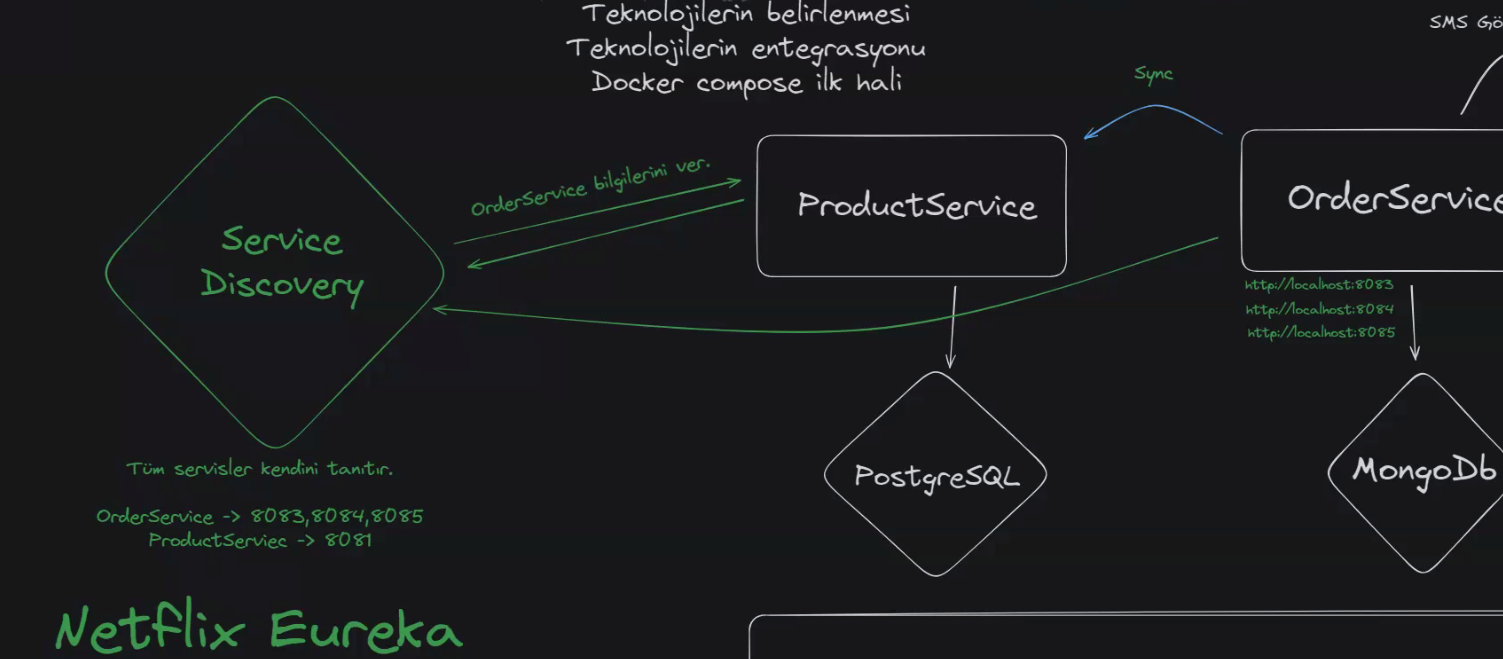 Teknolojilerin belirlenmesi
Teknolojilerin entegrasyonu
Docker compose ilk hali
SMS Gö
Sync
OrderService bilgilerini ver.
Service
Discovery
ProductService
OrderService
http://localhost:8083
http://localhost:8084
http://localhost:8085
PostgreSQL
MongoDb
Tüm servisler kendini tanıtır.
OrderService -> 8083,8084,8085
ProductServiec -> 8081
Netflix Eureka